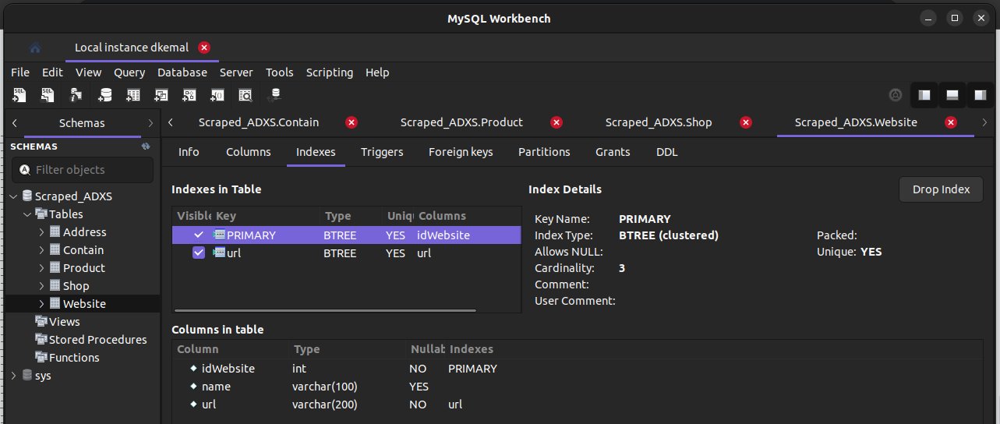 MySQL Workbench
Local instance dkemal
File Edit View Query Database Server Tools Scripting Help
Schemas
Scraped_ADXS.Contain Scraped_ADXS.Product Scraped_ADXS.Shop Scraped_ADXS.Website
SCHEMAS
Filter objects
Scraped_ADXS
Tables
Address
Contain
Product
Shop
Website
Views
Stored Procedures
Functions
sys
Info Columns Indexes Triggers Foreign keys Partitions Grants DDL
Indexes in Table
Visible Key Type Uniqu Columns
PRIMARY BTREE YES idWebsite
url BTREE YES url
Index Details
Drop Index
Key Name: PRIMARY
Index Type: BTREE (clustered) Packed:
Allows NULL: Unique: YES
Cardinality: 3
Comment:
User Comment:
Columns in table
Column Type Nullab Indexes
idWebsite int NO PRIMARY
name varchar(100) YES
url varchar(200) NO url